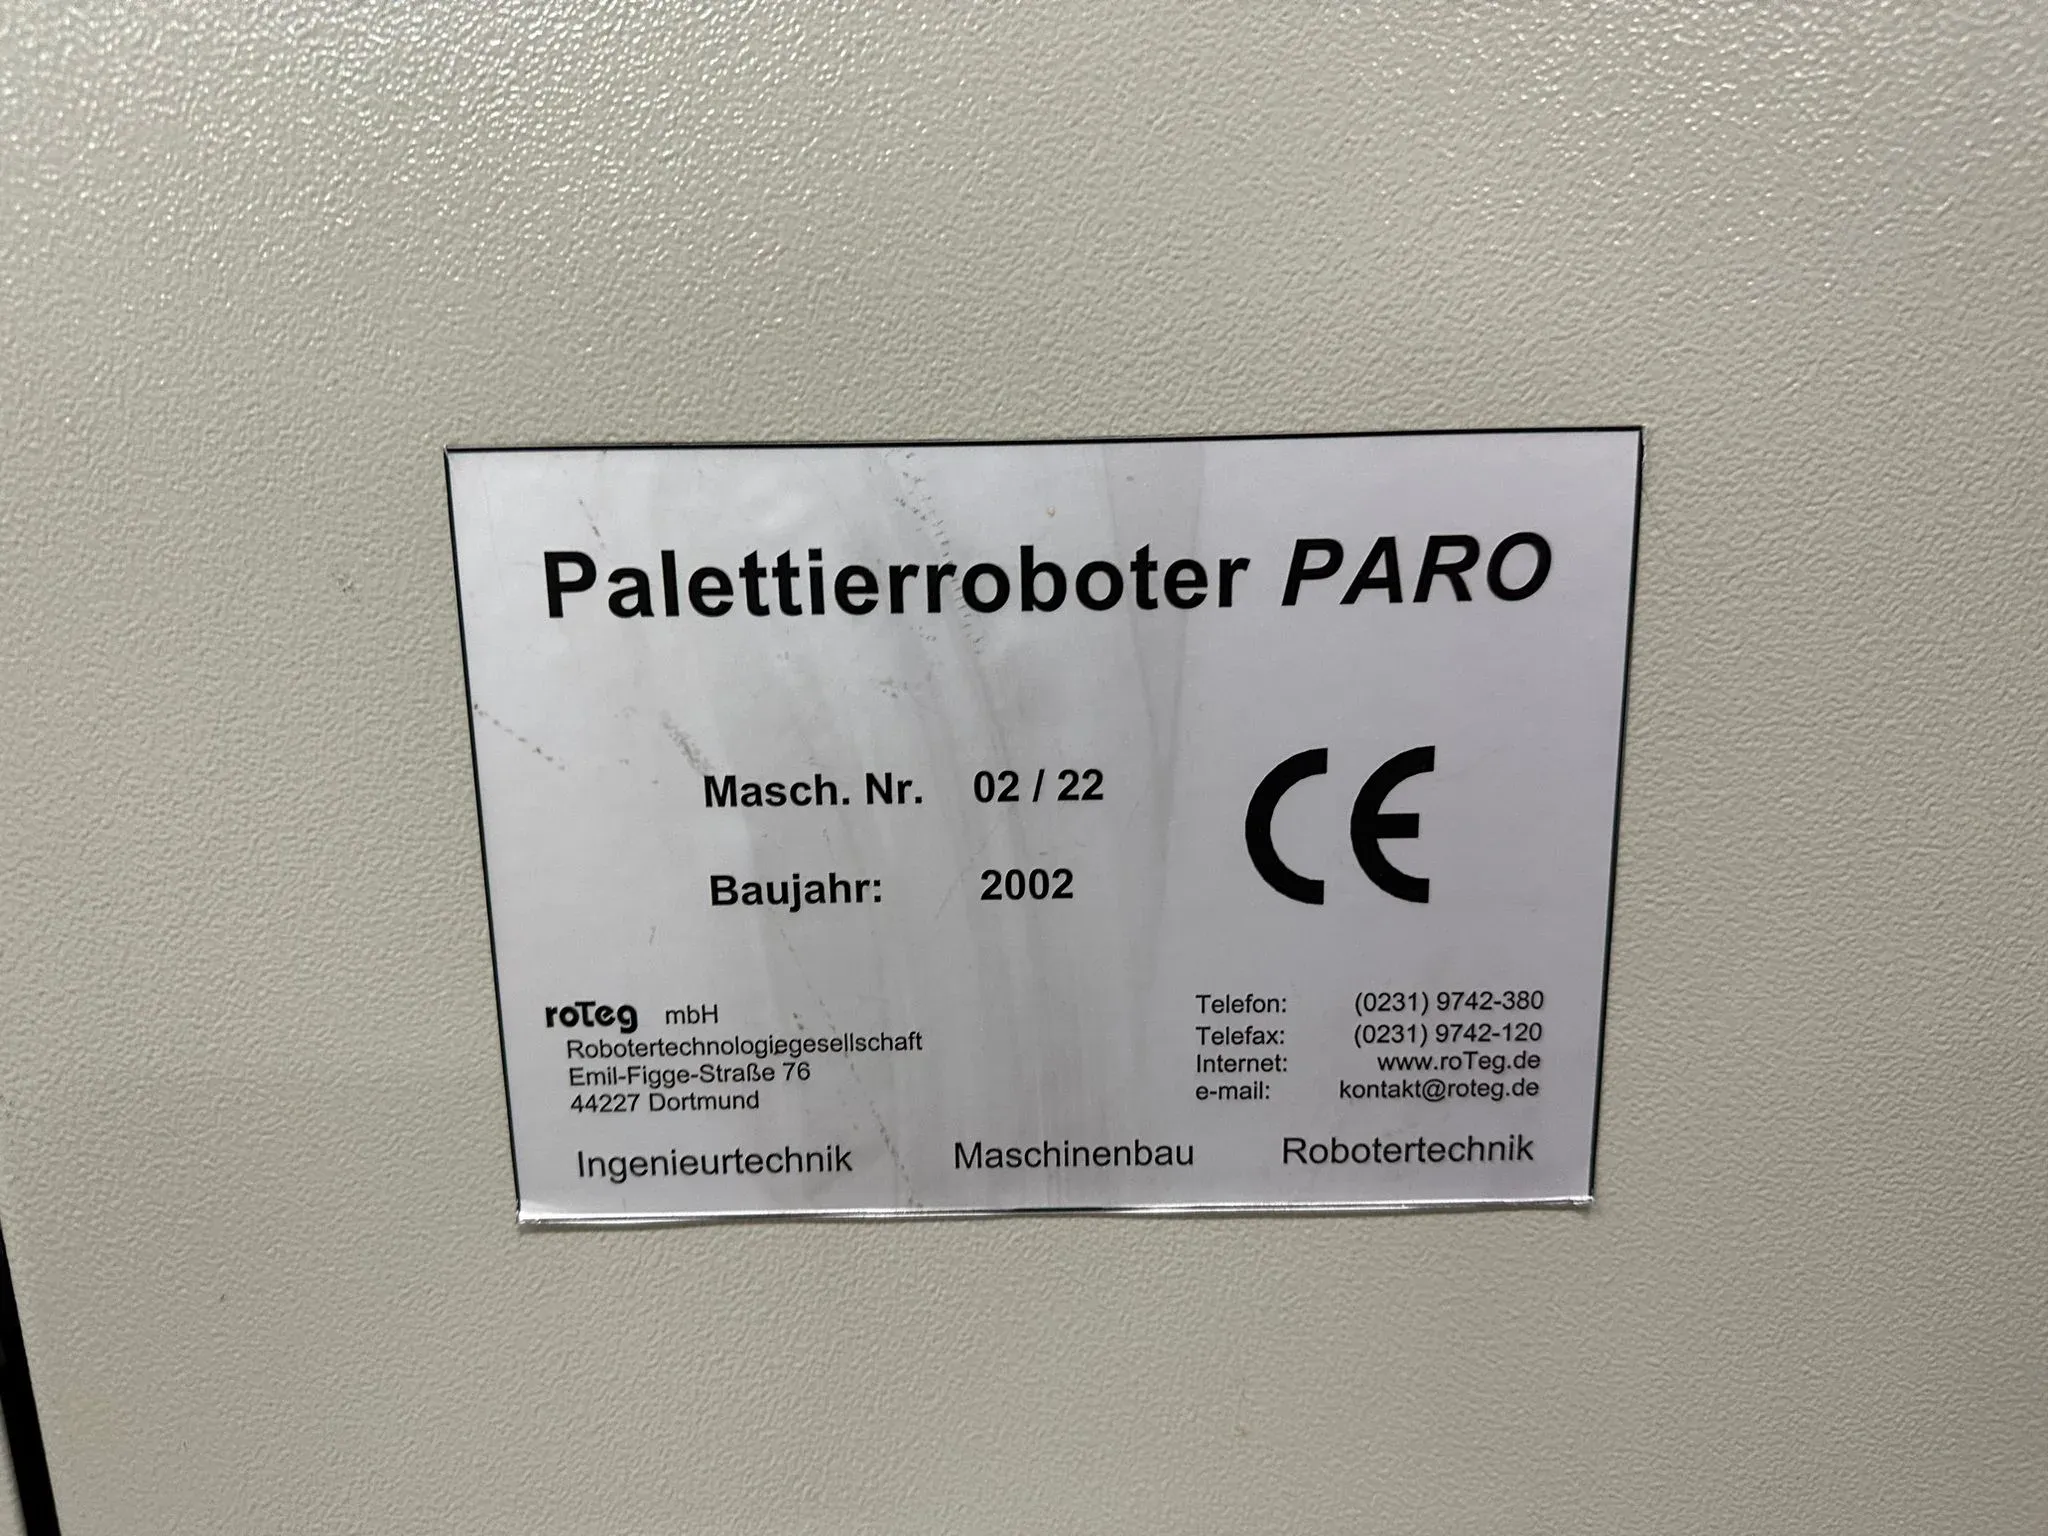 Palettierroboter PARO
Masch. Nr. 02 / 22
Baujahr: 2002
CE
roTeg mbH
Robotertechnologiegesellschaft
Emil-Figge-Straße 76
44227 Dortmund
Telefon: (0231) 9742-380
Telefax: (0231) 9742-120
Internet: www.roTeg.de
e-mail: kontakt@roteg.de
Ingenieurtechnik Maschinenbau Robotertechnik